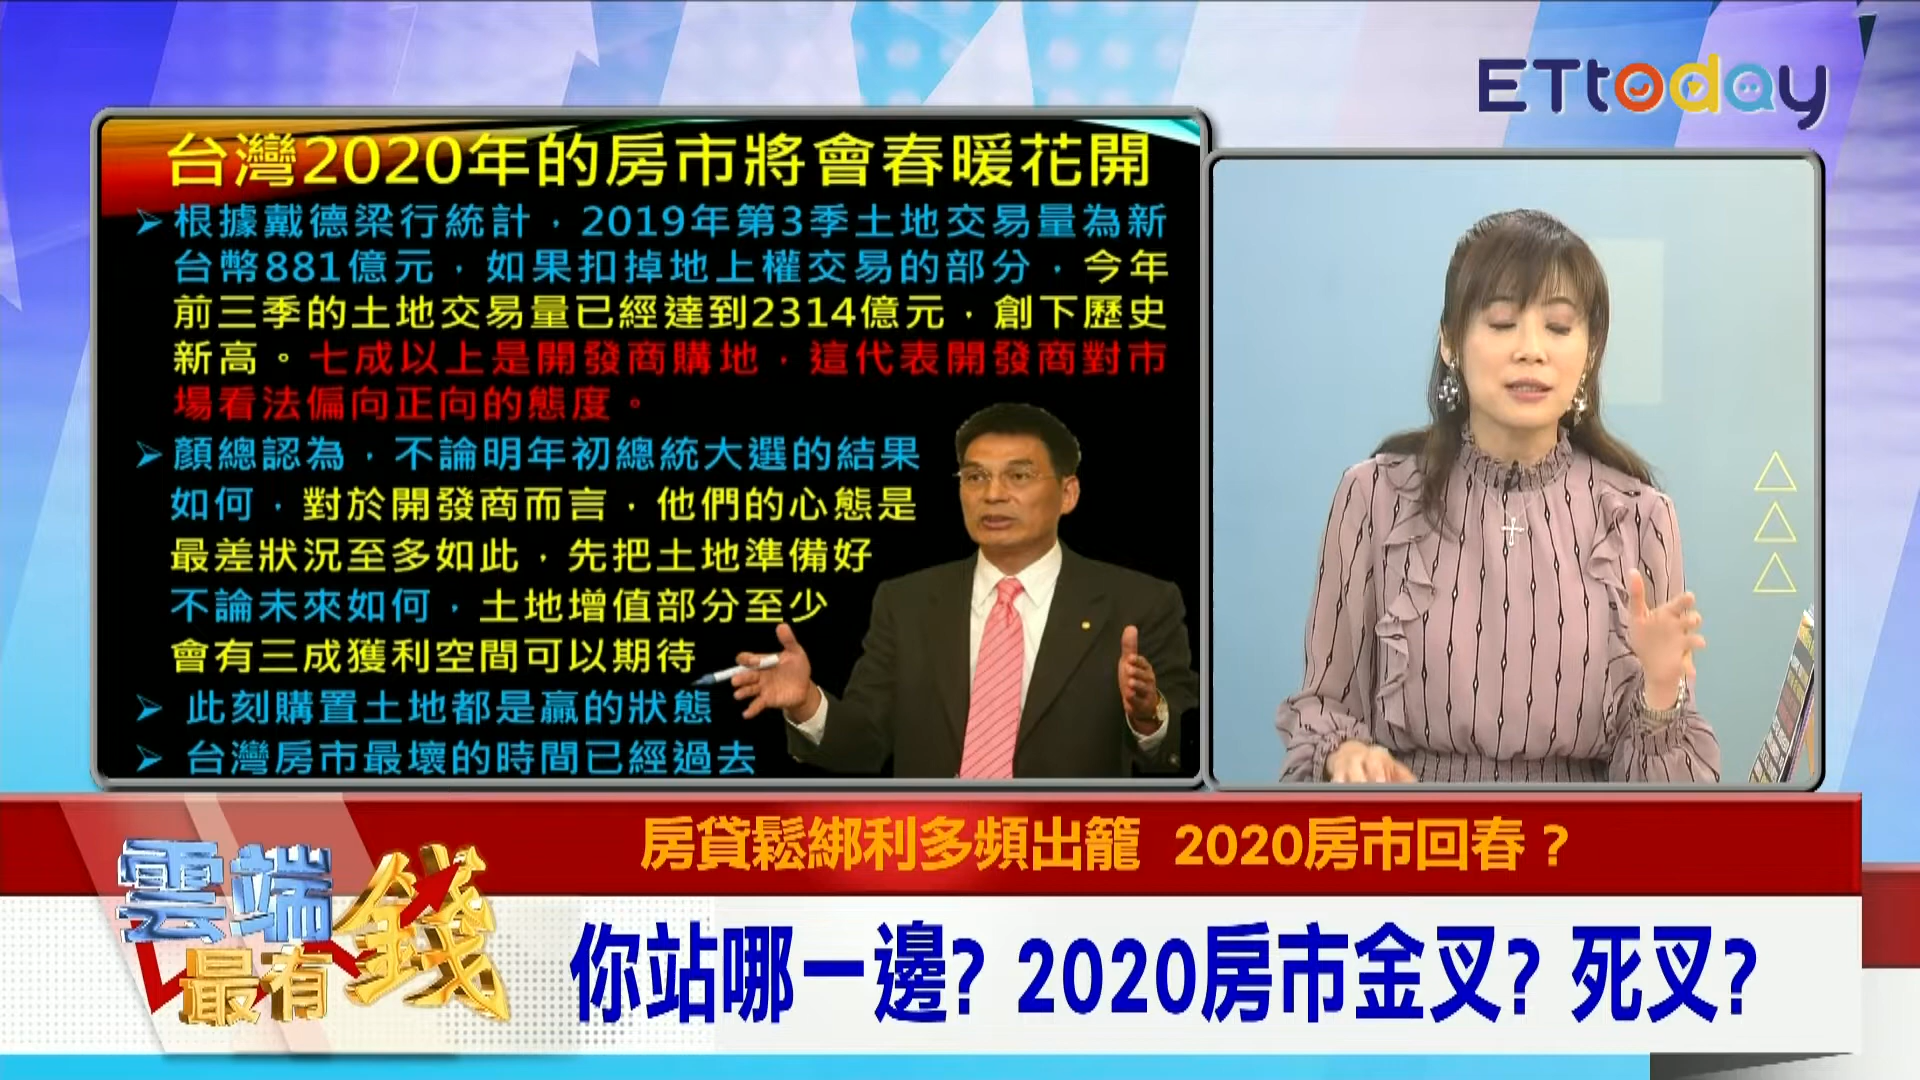 ETtoday
台灣2020年的房市將會春暖花開
➢根據戴德梁行統計，2019年第3季土地交易量為新
台幣881億元，如果扣掉地上權交易的部分，今年
前三季的土地交易量已經達到2314億元，創下歷史
新高。七成以上是開發商購地，這代表開發商對市
場看法偏向正向的態度。
➢顏總認為，不論明年初總統大選的結果
如何，對於開發商而言，他們的心態是
最差狀況至多如此，先把土地準備好
不論未來如何，土地增值部分至少
會有三成獲利空間可以期待
➢ 此刻購置土地都是贏的狀態
➢ 台灣房市最壞的時間已經過去
房貸鬆綁利多頻出籠 2020房市回春？
雲端
最有錢
你站哪一邊? 2020房市金叉? 死叉?